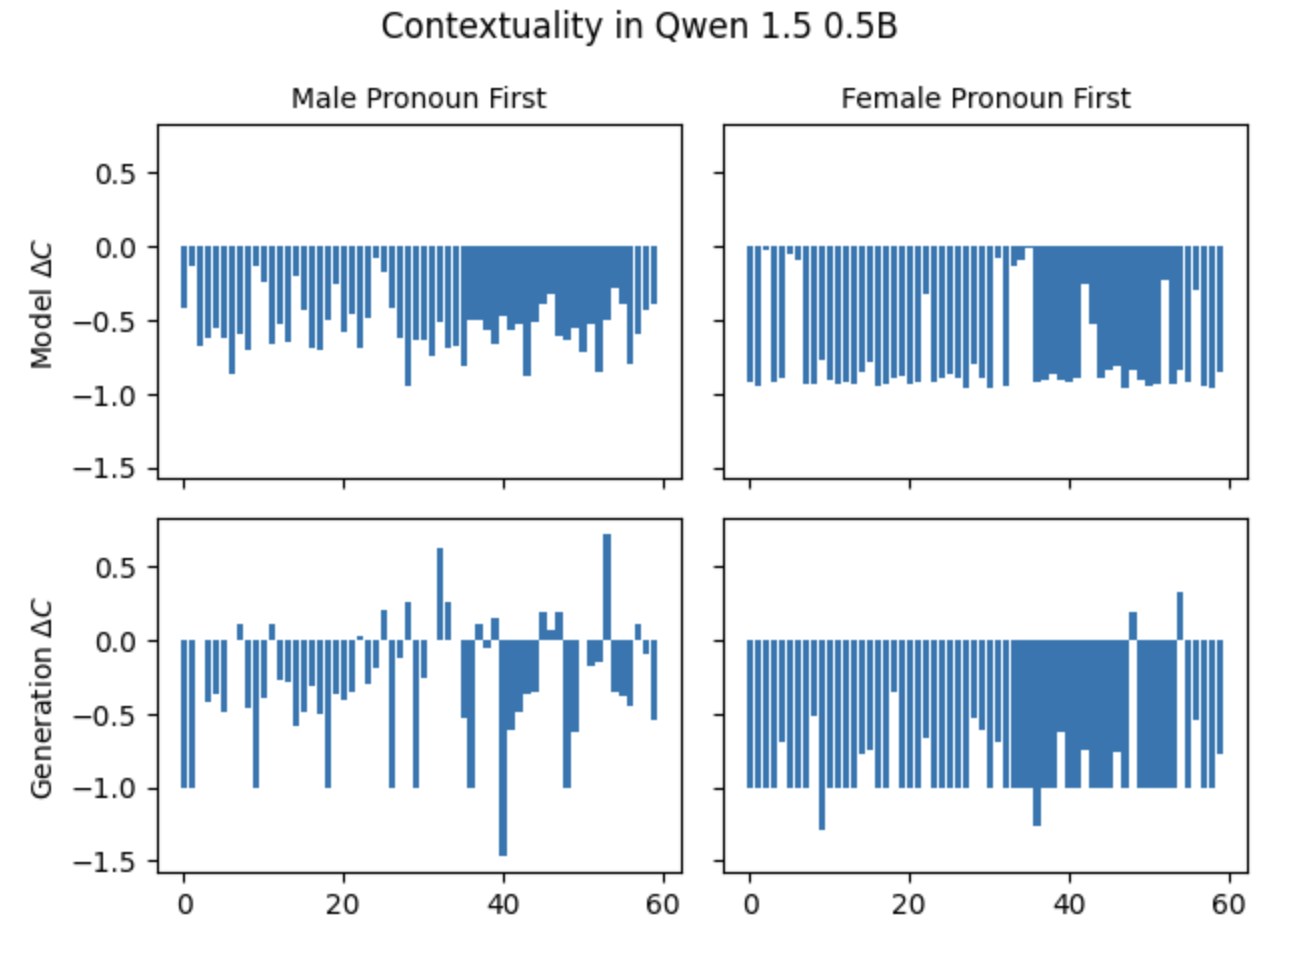 Contextuality in Qwen 1.5 0.5B
Male Pronoun First
Female Pronoun First
Model ΔC
0.5
0.0
−0.5
−1.0
−1.5
Generation ΔC
0.5
0.0
−0.5
−1.0
−1.5
0 20 40 60
0 20 40 60